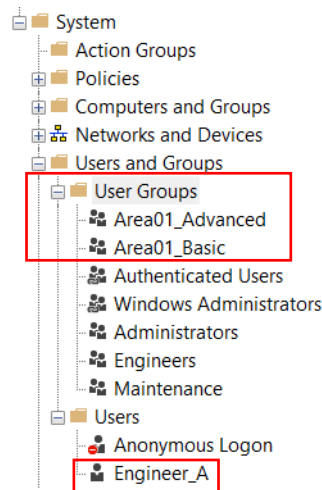 System
Action Groups
Policies
Computers and Groups
Networks and Devices
Users and Groups
User Groups
Area01_Advanced
Area01_Basic
Authenticated Users
Windows Administrators
Administrators
Engineers
Maintenance
Users
Anonymous Logon
Engineer_A